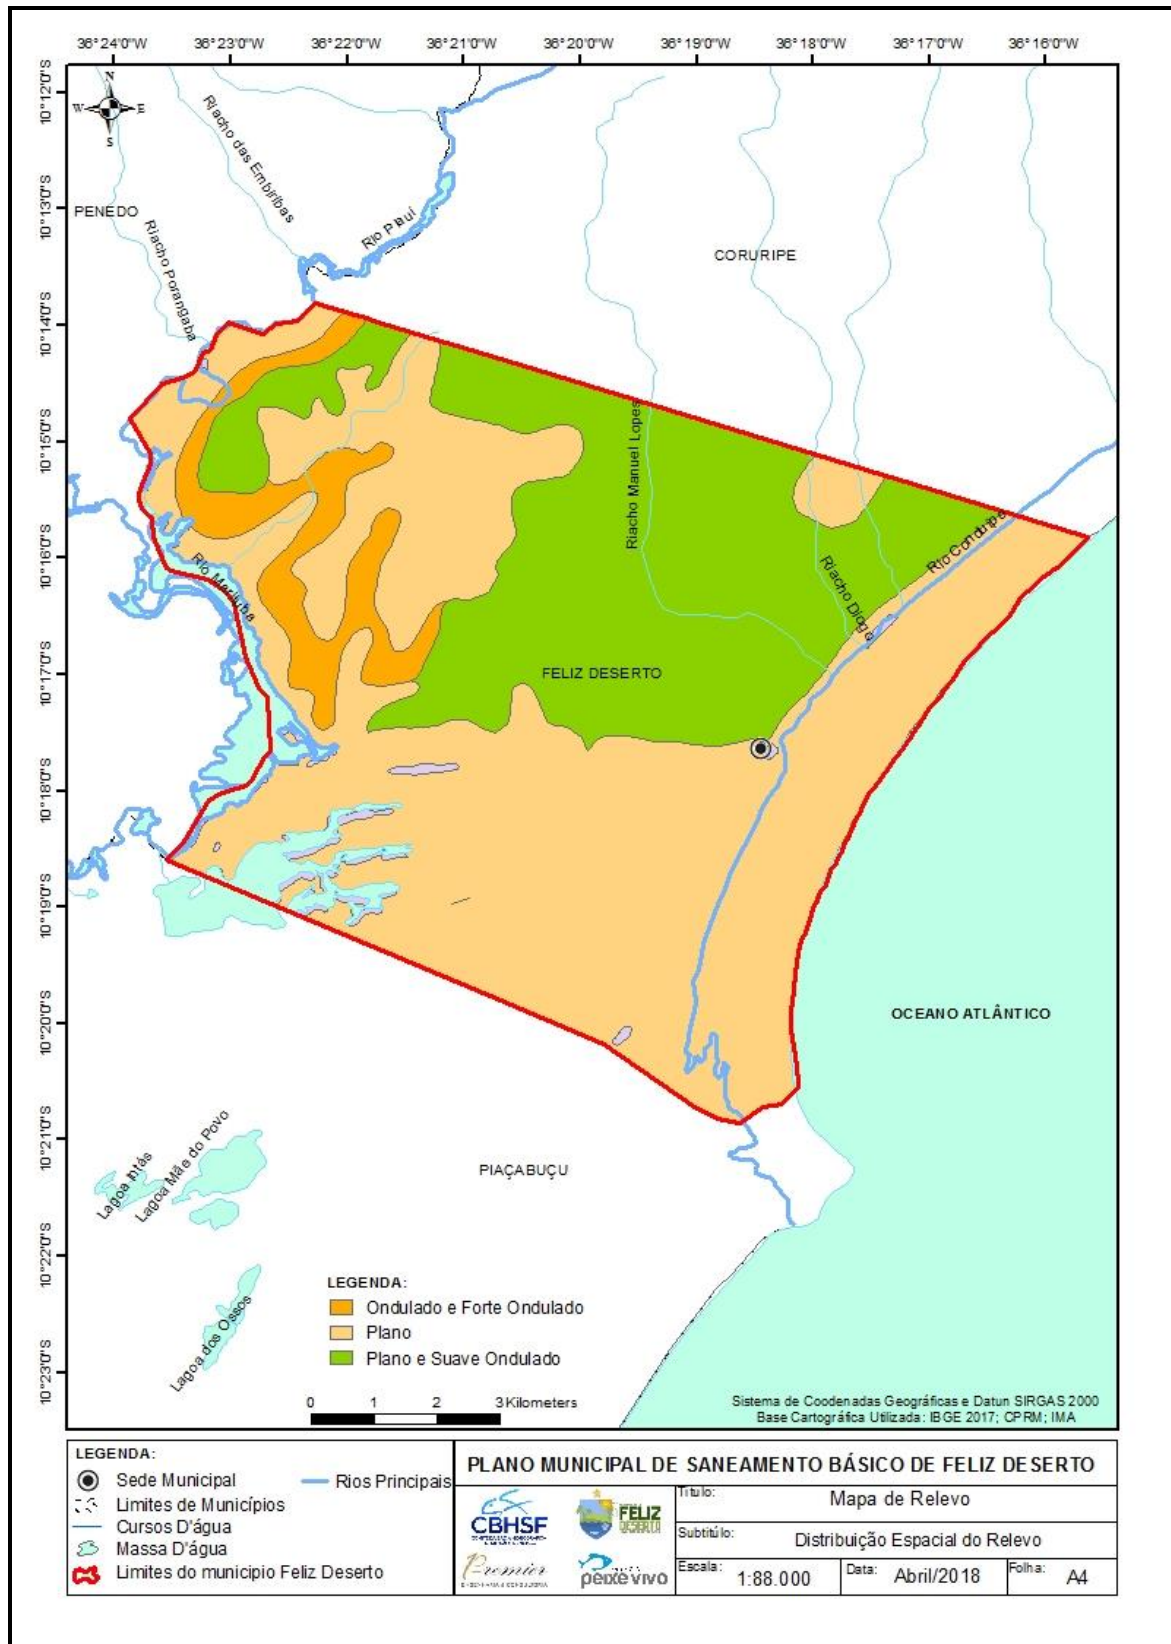 36°24'0"W 36°23'0"W 36°22'0"W 36°21'0"W 36°20'0"W 36°19'0"W 36°18'0"W 36°17'0"W 36°16'0"W
10°12'0"S
10°13'0"S
10°14'0"S
10°15'0"S
10°16'0"S
10°17'0"S
10°18'0"S
10°19'0"S
10°20'0"S
10°21'0"S
10°22'0"S
10°23'0"S
N
W E
S
Riacho das Embiribas
PENEDO
Riacho Porangaba
Rio Piauí
CORURIPE
Riacho Manuel Lopes
Rio Marituba
Riacho Diogo
FELIZ DESERTO
OCEANO ATLÂNTICO
PIAÇABUÇU
Lagoa Intás
Lagoa Mãe do Povo
Lagoa dos Ossos
LEGENDA:
Ondulado e Forte Ondulado
Plano
Plano e Suave Ondulado
0 1 2 3 Kilometers
Sistema de Coodenadas Geográficas e Datun SIRGAS 2000
Base Cartográfica Utilizada: IBGE 2017; CPRM; IMA
LEGENDA:
Sede Municipal
Rios Principais
Limites de Municípios
Cursos D'água
Massa D'água
Limites do municipio Feliz Deserto
PLANO MUNICIPAL DE SANEAMENTO BÁSICO DE FELIZ DESERTO
CBHSF
FELIZ
DESERTO
Premier
peixe vivo
Título: Mapa de Relevo
Subtitúlo: Distribuição Espacial do Relevo
Escala: 1:88.000
Data: Abril/2018
Folha: A4